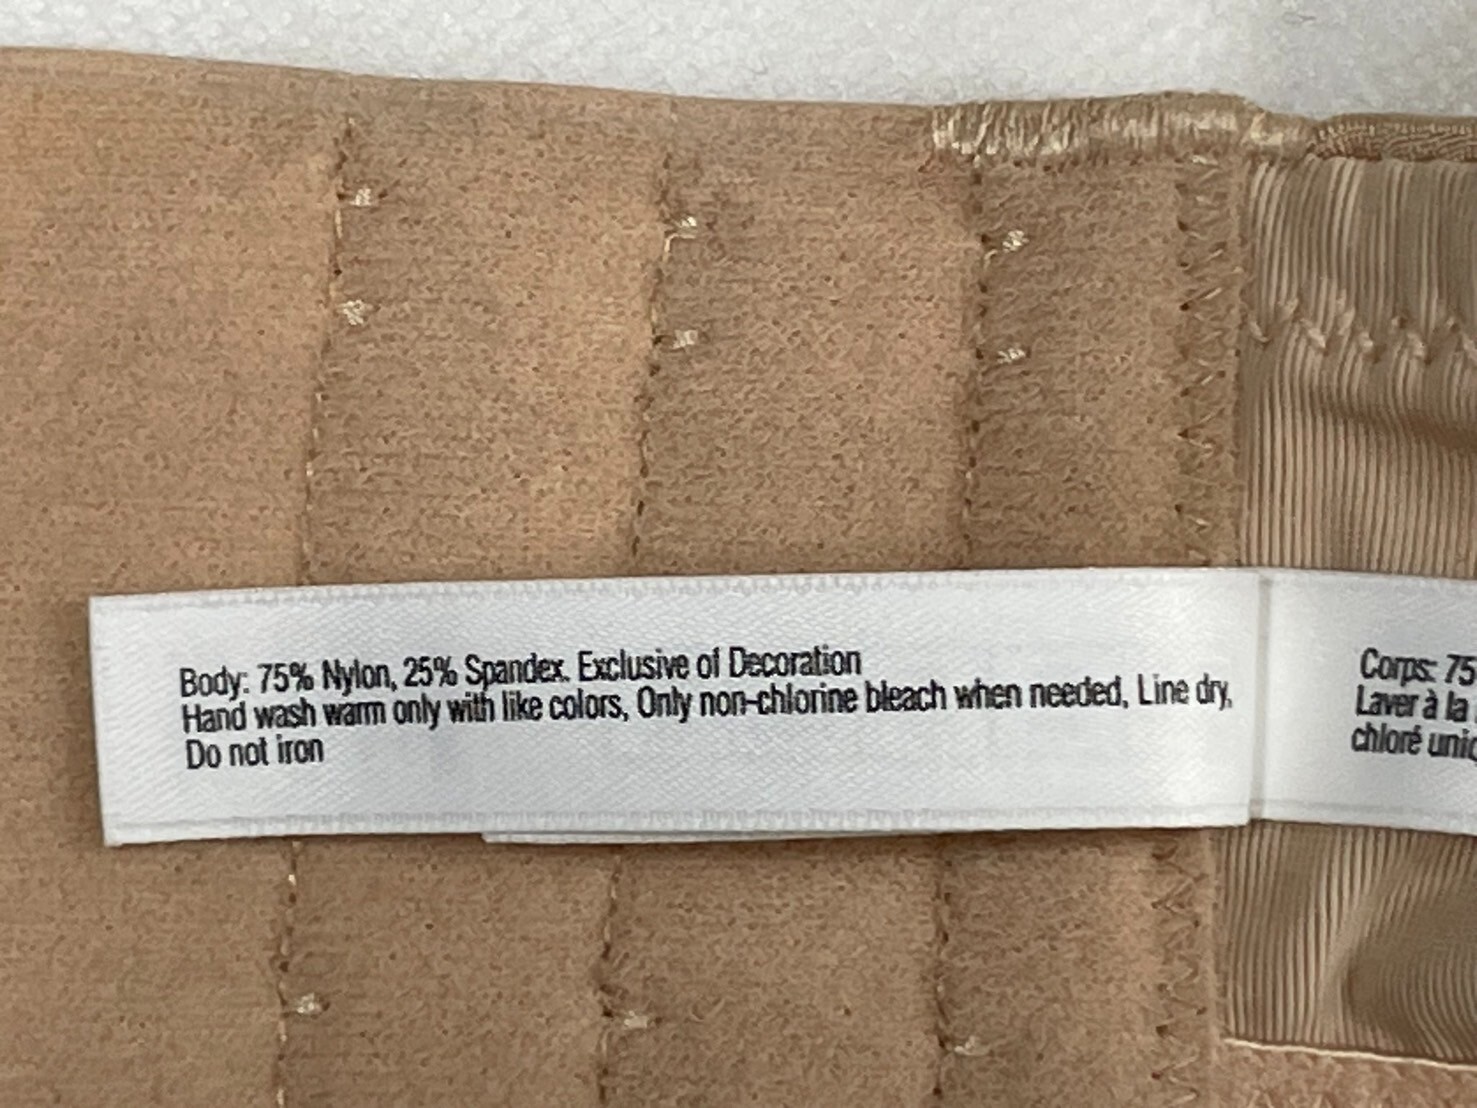 Body: 75% Nylon, 25% Spandex. Exclusive of Decoration
Hand wash warm only with like colors, Only non-chlorine bleach when needed, Line dry,
Do not iron
Corps: 75
Laver à la
chloré